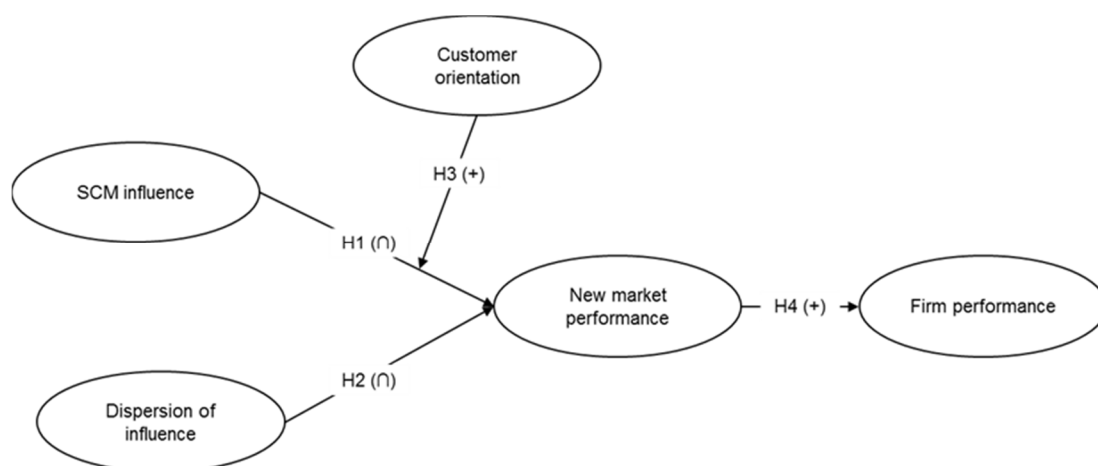 Customer
orientation
SCM influence
H3 (+)
H1 (∩)
New market
performance
H4 (+)
Firm performance
H2 (∩)
Dispersion of
influence